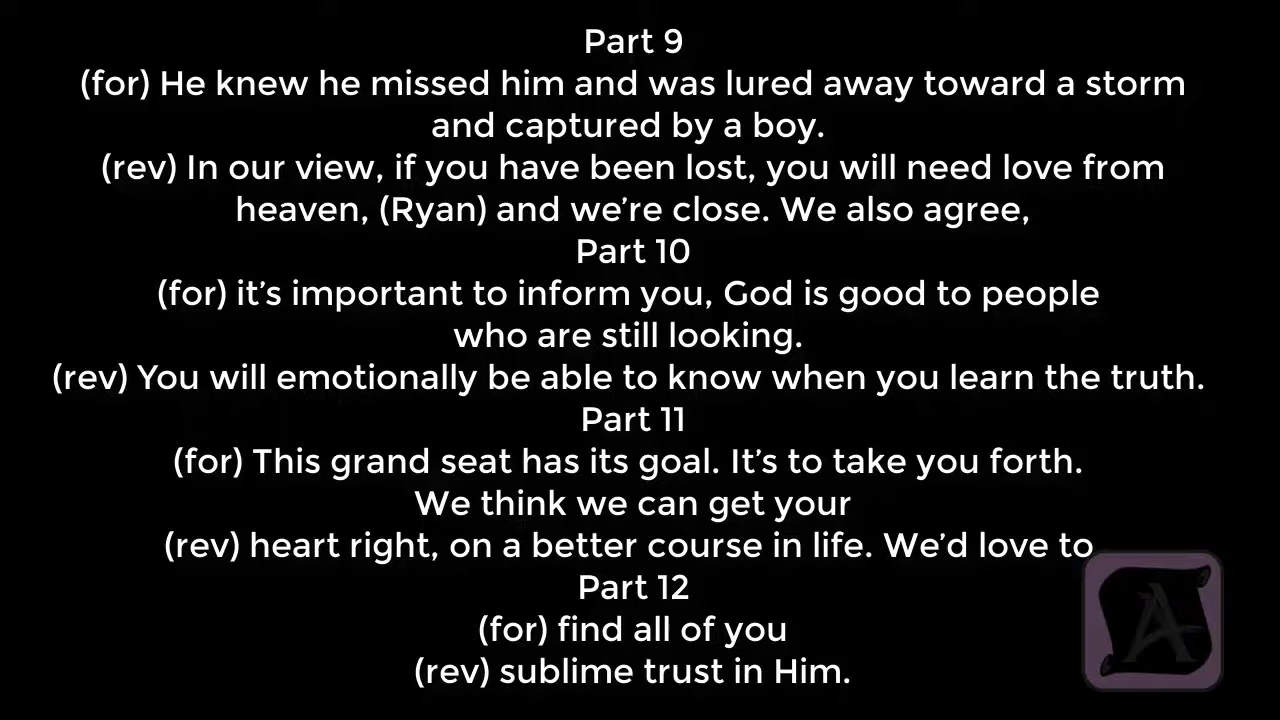 Part 9
(for) He knew he missed him and was lured away toward a storm
and captured by a boy.
(rev) In our view, if you have been lost, you will need love from
heaven, (Ryan) and we’re close. We also agree,
Part 10
(for) it’s important to inform you, God is good to people
who are still looking.
(rev) You will emotionally be able to know when you learn the truth.
Part 11
(for) This grand seat has its goal. It’s to take you forth.
We think we can get your
(rev) heart right, on a better course in life. We’d love to
Part 12
(for) find all of you
(rev) sublime trust in Him.
A